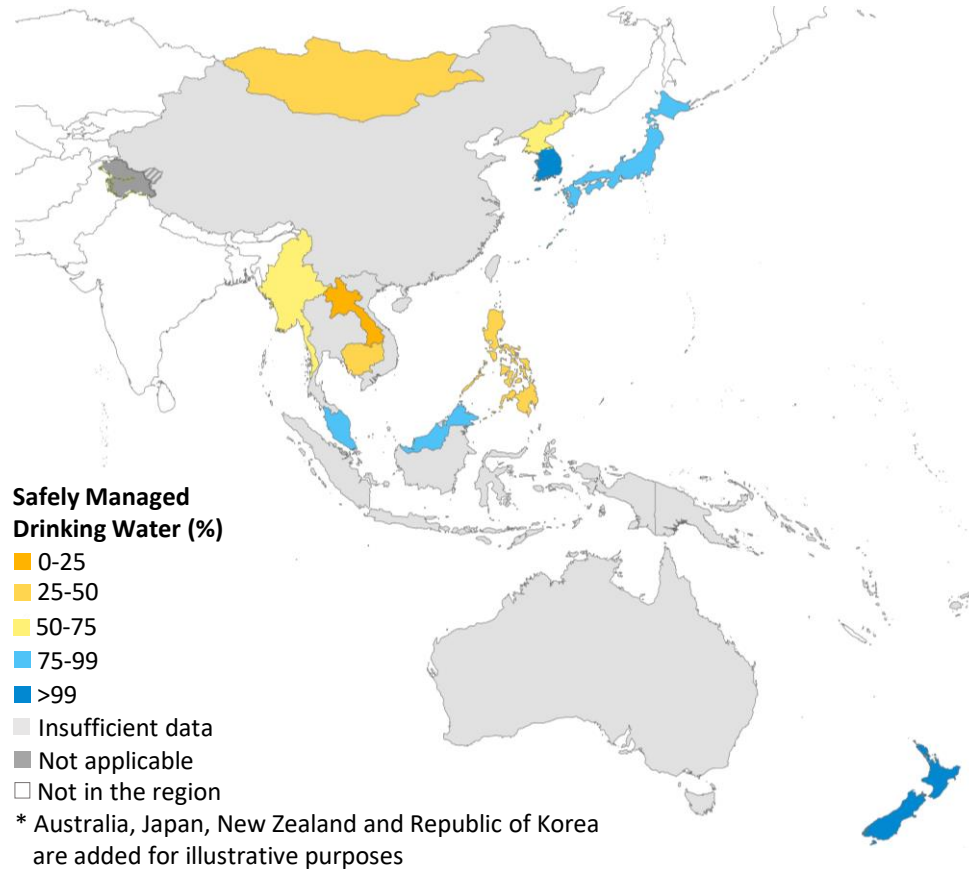 Safely Managed
Drinking Water (%)
0-25
25-50
50-75
75-99
>99
Insufficient data
Not applicable
Not in the region
* Australia, Japan, New Zealand and Republic of Korea
are added for illustrative purposes